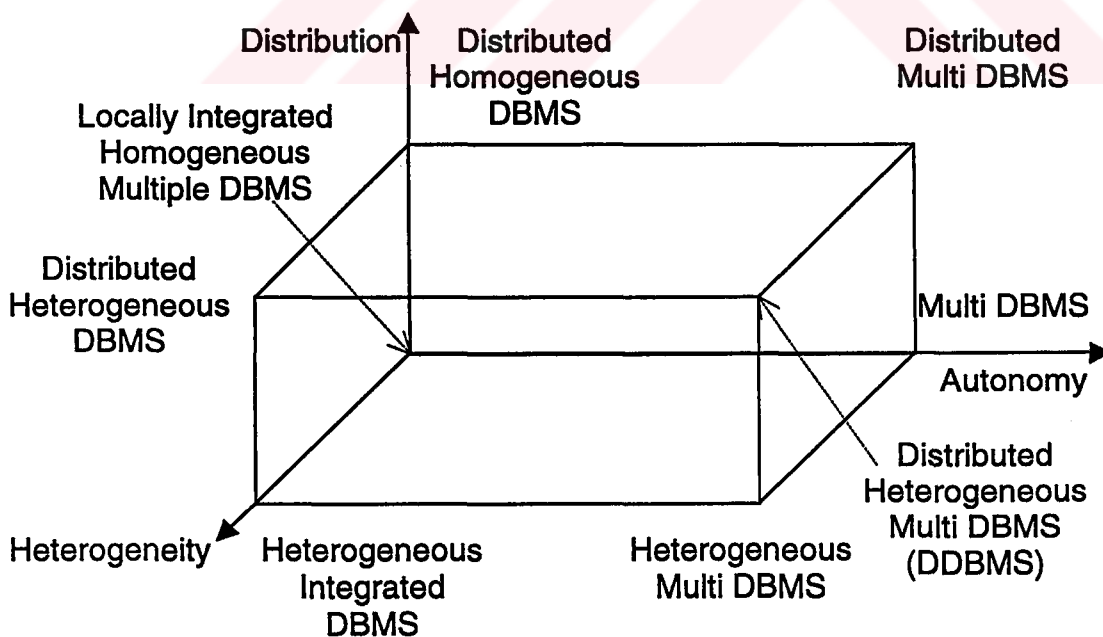 Distribution
Distributed
Homogeneous
DBMS
Distributed
Multi DBMS
Locally Integrated
Homogeneous
Multiple DBMS
Distributed
Heterogeneous
DBMS
Multi DBMS
Autonomy
Distributed
Heterogeneous
Multi DBMS
(DDBMS)
Heterogeneity
Heterogeneous
Integrated
DBMS
Heterogeneous
Multi DBMS